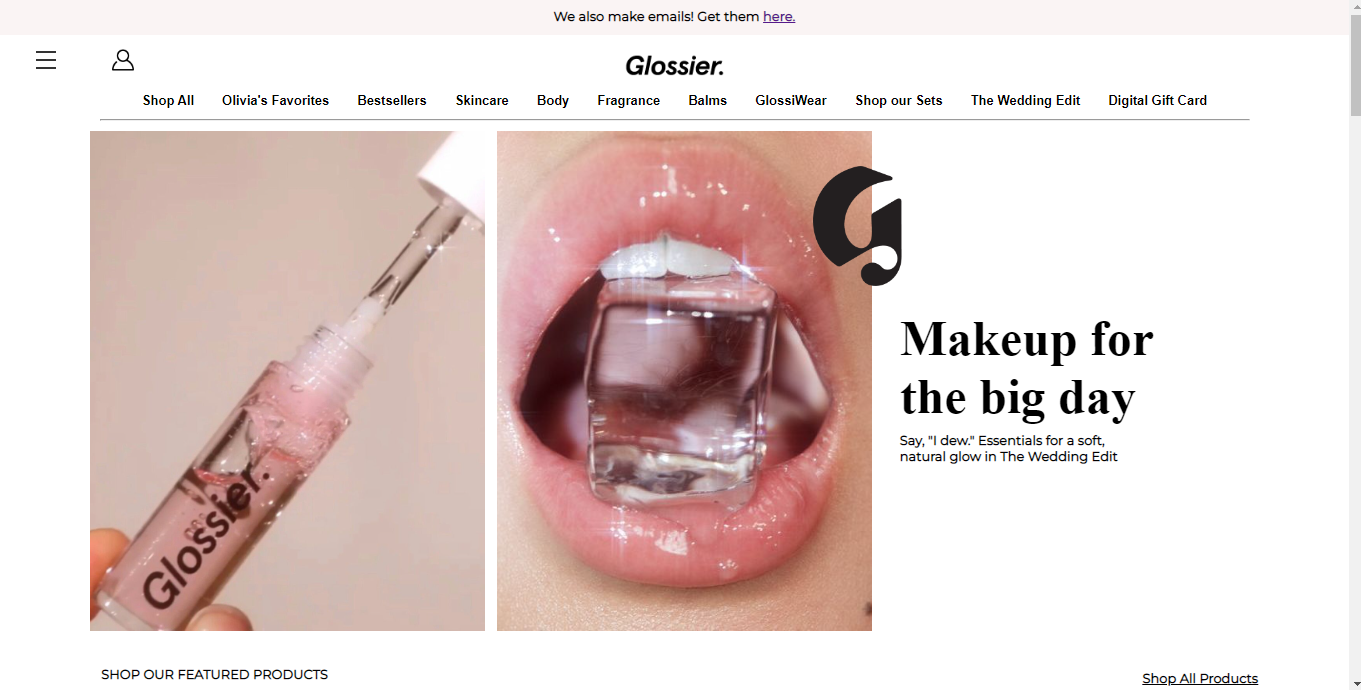 We also make emails! Get them here.
Glossier.
Shop All Olivia's Favorites Bestsellers Skincare Body Fragrance Balms GlossiWear Shop our Sets The Wedding Edit Digital Gift Card
Glossier.
Makeup for
the big day
Say, "I dew." Essentials for a soft,
natural glow in The Wedding Edit
SHOP OUR FEATURED PRODUCTS
Shop All Products